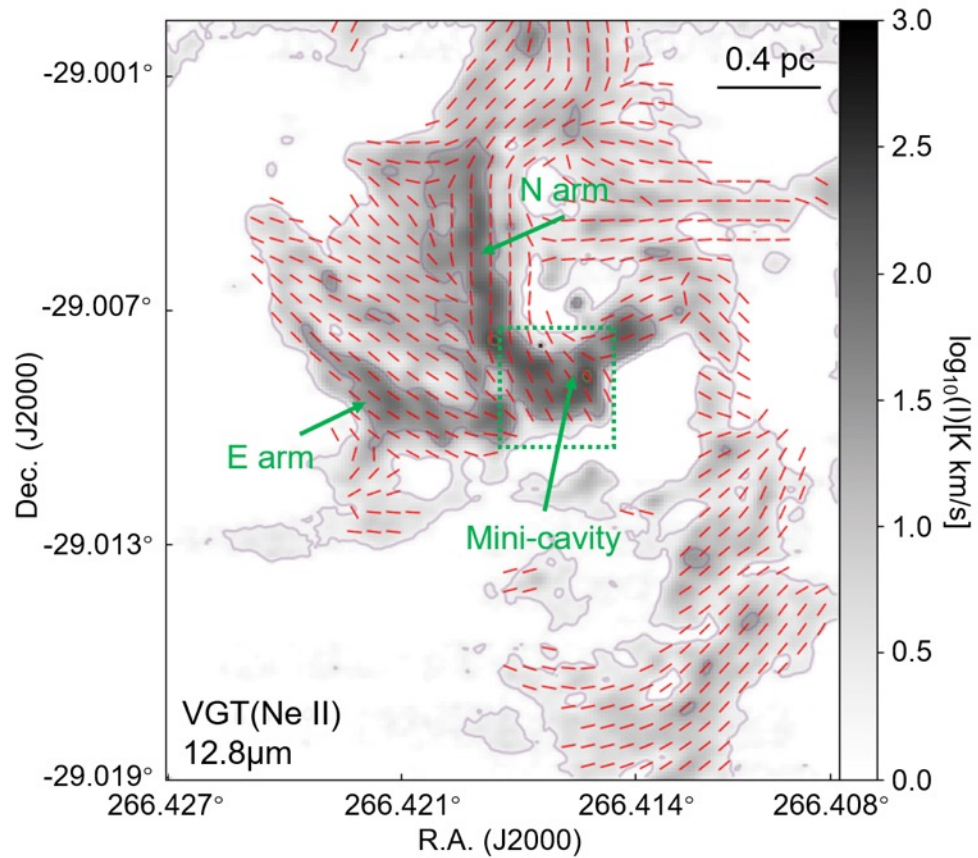 -29.001°
-29.007°
-29.013°
-29.019°
Dec. (J2000)
0.4 pc
N arm
E arm
Mini-cavity
VGT(Ne II)
12.8μm
266.427°
266.421°
266.414°
266.408°
R.A. (J2000)
3.0
2.5
2.0
1.5
1.0
0.5
0.0
log₁₀(I)[K km/s]